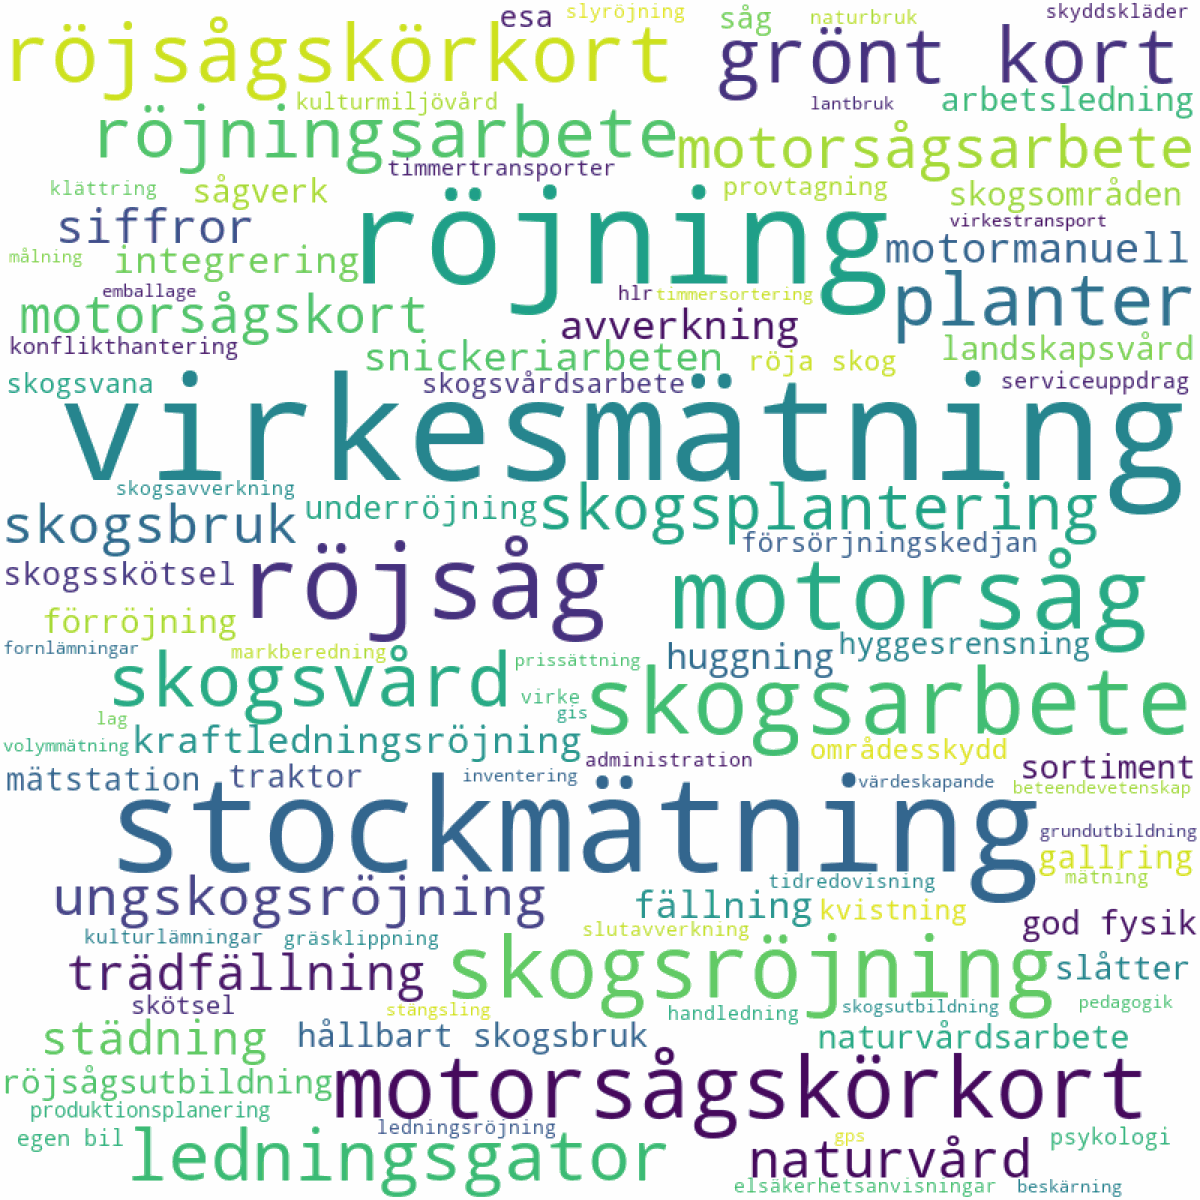 esa
slyröjning
såg
naturbruk
skyddskläder
röjsågskörkort
grönt kort
kulturmiljövård
lantbruk
arbetsledning
röjningsarbete
motorsågsarbete
timmertransporter
klättring
sågverk
röjning
provtagning
skogsområden
siffror
virkestransport
målning
integrering
motormanuell
emballage
hlr
timmersortering
planter
motorsågskort
avverkning
konflikthantering
snickeriarbeten
röja skog
landskapsvård
skogsvana
skogsvårdsarbete
serviceuppdrag
virkesmätning
skogsavverkning
underröjning
skogsplantering
skogsbruk
försörjningskedjan
skogsskötsel
röjsåg
motorsåg
förröjning
fornlämningar
markberedning
prissättning
huggning
hyggesrensning
skogsvård
virke
gis
skogsarbete
lag
volymmätning
kraftledningsröjning
områdesskydd
administration
sortiment
mätstation
traktor
inventering
värdeskapande
beteendevetenskap
stockmätning
grundutbildning
gallring
mätning
ungskogsröjning
tidredovisning
fällning
kvistning
god fysik
kulturlämningar
gräsklippning
slutavverkning
trädfällning
skogsröjning
slåtter
skötsel
stängsling
handledning
skogsutbildning
pedagogik
städning
hållbart skogsbruk
naturvårdsarbete
röjsågsutbildning
motorsågskörkort
produktionsplanering
egen bil
ledningsröjning
gps
psykologi
ledningsgator
naturvård
elsäkerhetsanvisningar
beskärning